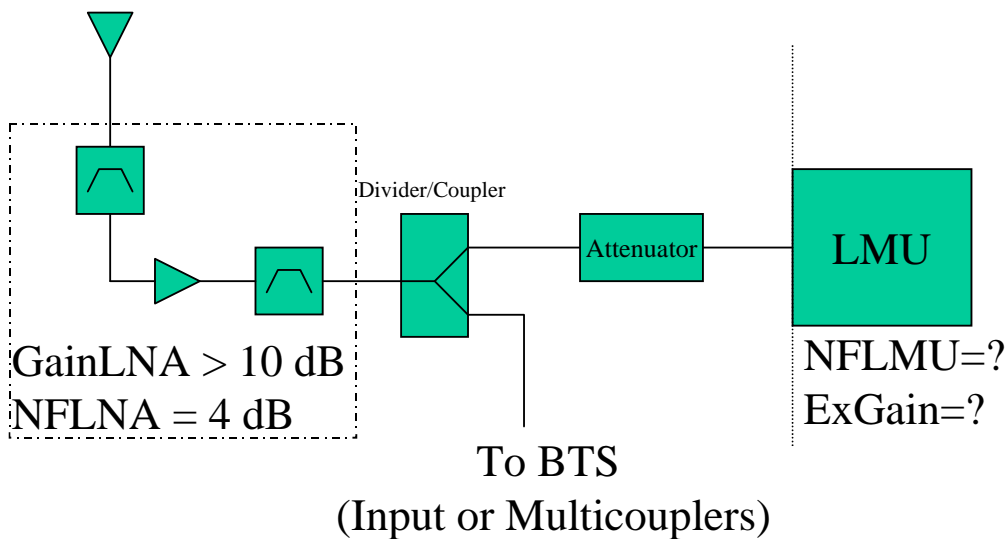 Divider/Coupler
Attenuator
LMU
GainLNA > 10 dB
NFLNA = 4 dB
NFLMU=?
ExGain=?
To BTS
(Input or Multicouplers)